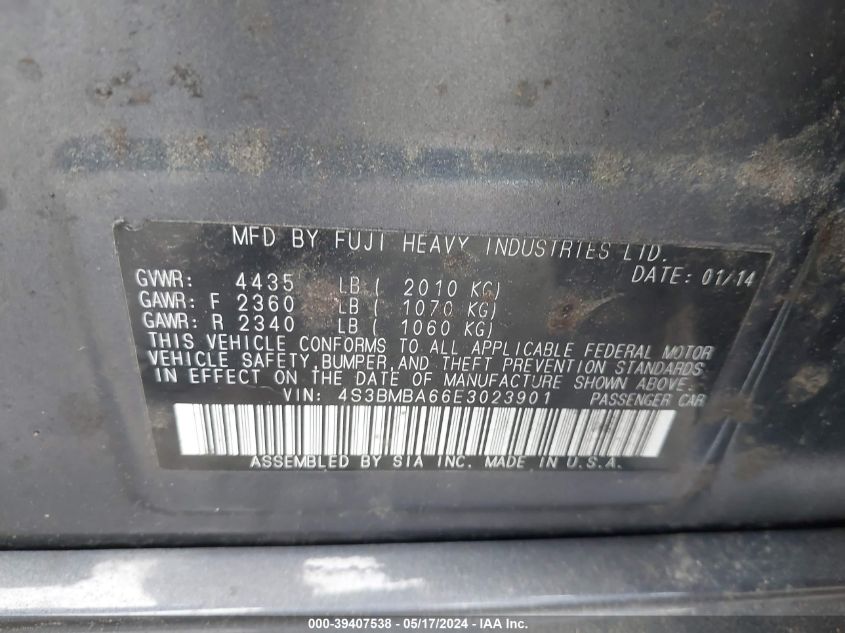 MFD BY FUJI HEAVY INDUSTRIES LTD.
DATE: 01/14
GVWR: 4435 LB ( 2010 KG)
GAWR: F 2360 LB ( 1070 KG)
GAWR: R 2340 LB ( 1060 KG)
THIS VEHICLE CONFORMS TO ALL APPLICABLE FEDERAL MOTOR
VEHICLE SAFETY, BUMPER, AND THEFT PREVENTION STANDARDS
IN EFFECT ON THE DATE OF MANUFACTURE SHOWN ABOVE.
VIN: 4S3BMBA66E3023901 PASSENGER CAR
ASSEMBLED BY SIA INC. MADE IN U.S.A.
000-39407538 - 05/17/2024 - IAA Inc.